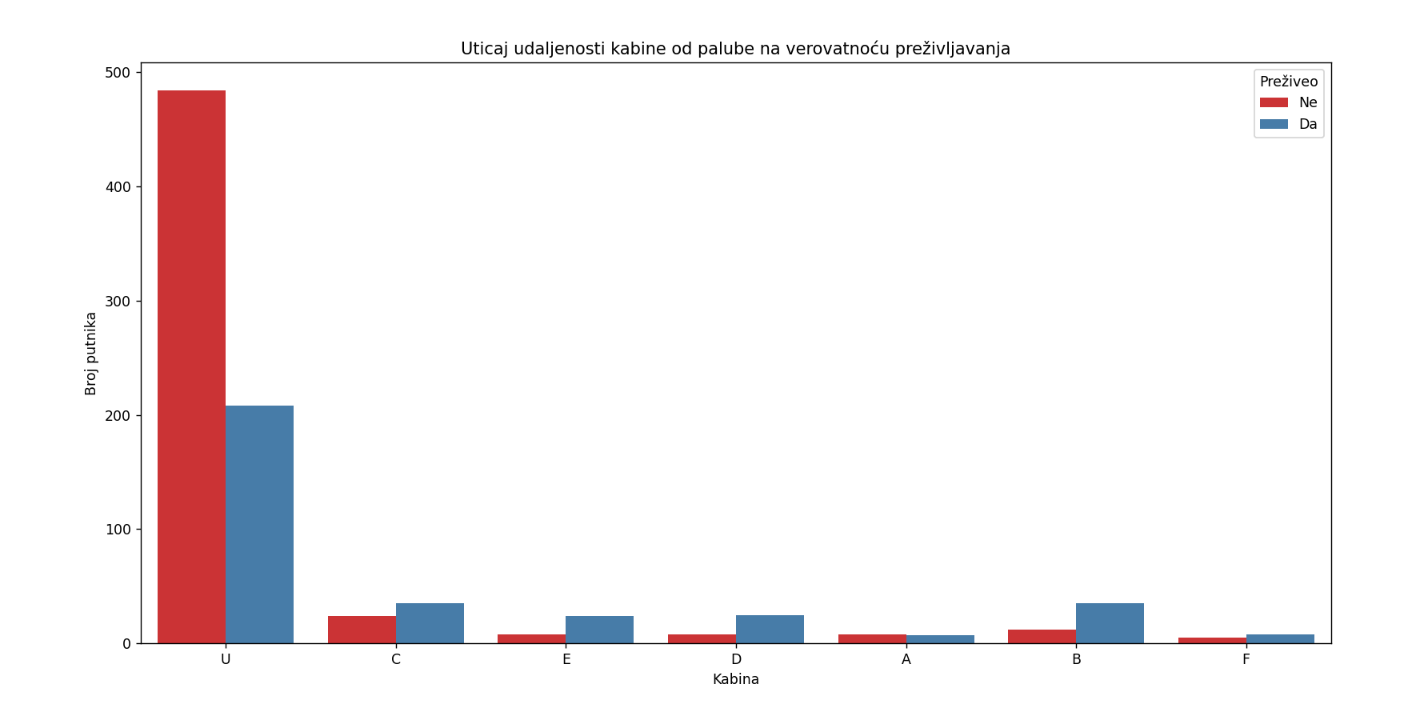 Uticaj udaljenosti kabine od palube na verovatnoću preživljavanja
Preživeo
Ne
Da
Broj putnika
500
400
300
200
100
0
U C E D A B F
Kabina